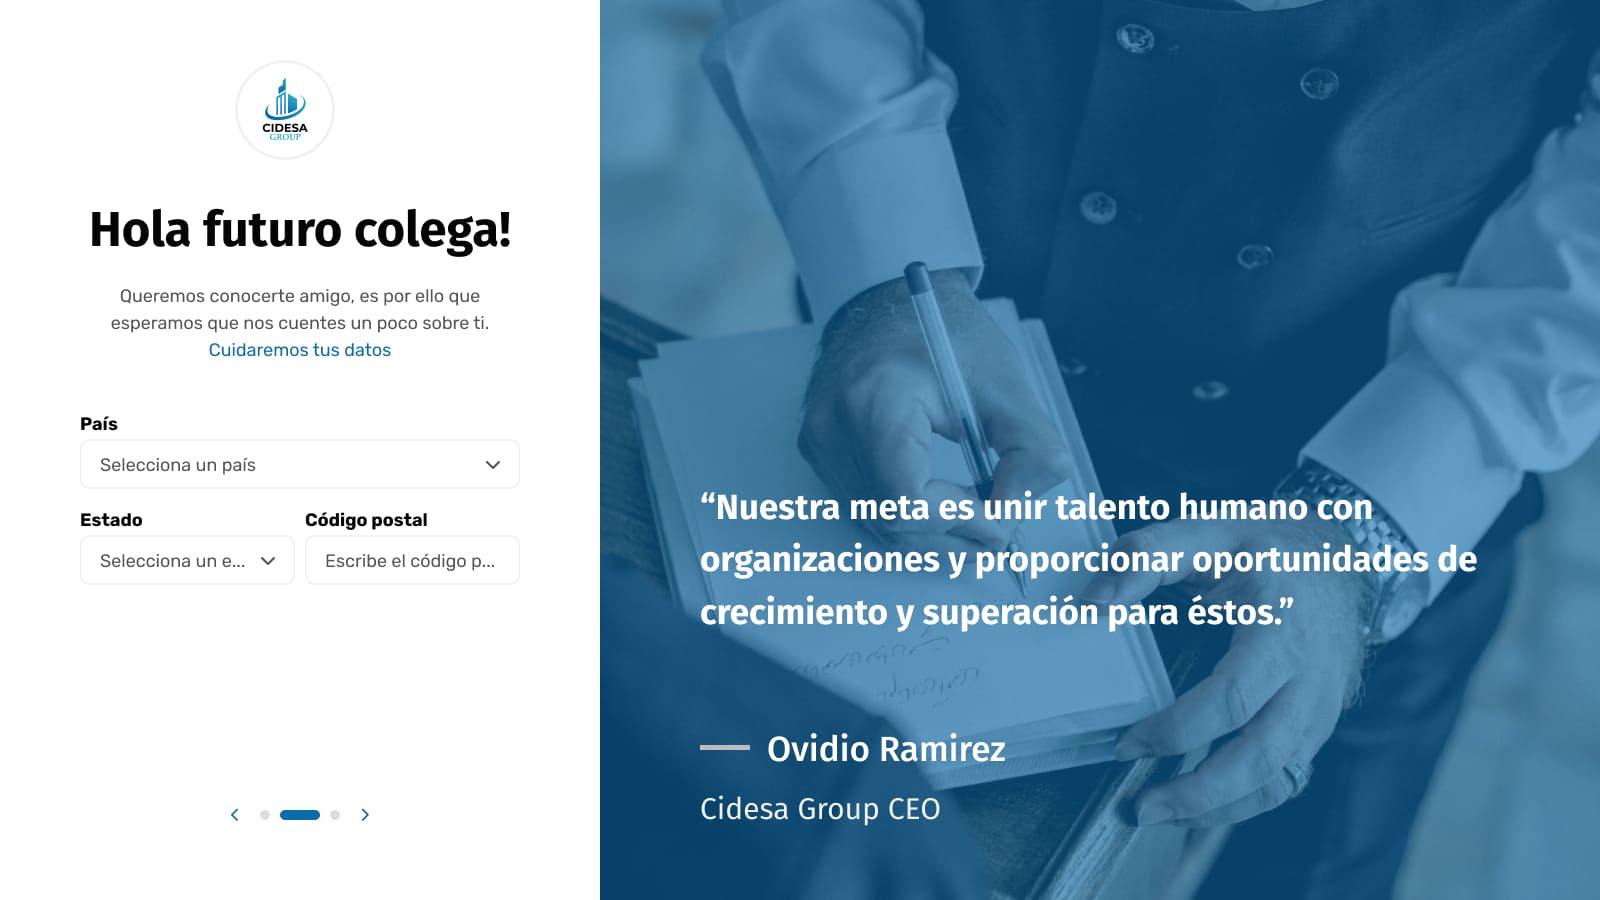 CIDESA
GROUP
Hola futuro colega!
Queremos conocerte amigo, es por ello que
esperamos que nos cuentes un poco sobre ti.
Cuidaremos tus datos
País
Selecciona un país
Estado
Código postal
Selecciona un e...
Escribe el código p...
“Nuestra meta es unir talento humano con
organizaciones y proporcionar oportunidades de
crecimiento y superación para éstos.”
Ovidio Ramirez
Cidesa Group CEO